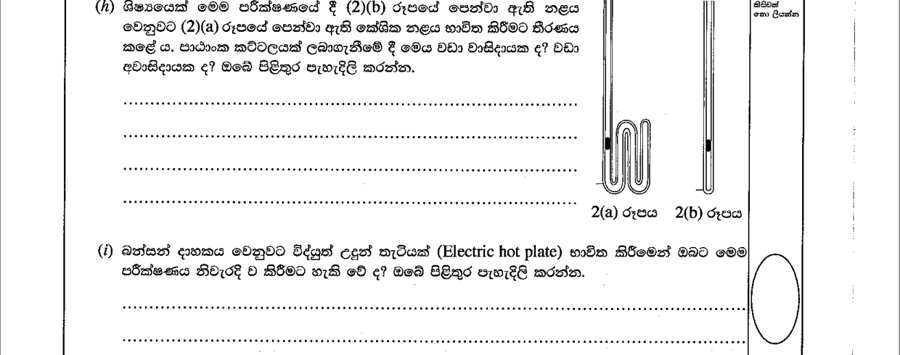 (h) ශිෂ්‍යයෙක් මෙම පරීක්ෂණයේ දී (2)(b) රූපයේ පෙන්වා ඇති නළය
වෙනුවට (2)(a) රූපයේ පෙන්වා ඇති කේශික නළය භාවිත කිරීමට තීරණය
කළේ ය. පාඨාංක කට්ටලයක් ලබාගැනීමේ දී මෙය වඩා වාසිදායක ද? වඩා
අවාසිදායක ද? ඔබේ පිළිතුර පැහැදිලි කරන්න.
කිසිවක්
නො ලියන්න
2(a) රූපය 2(b) රූපය
(i) බන්සන් දාහකය වෙනුවට විද්යුත් උදුන් තැටියක් (Electric hot plate) භාවිත කිරීමෙන් ඔබට මෙම
පරීක්ෂණය නිවැරදි ව කිරීමට හැකි වේ ද? ඔබේ පිළිතුර පැහැදිලි කරන්න.